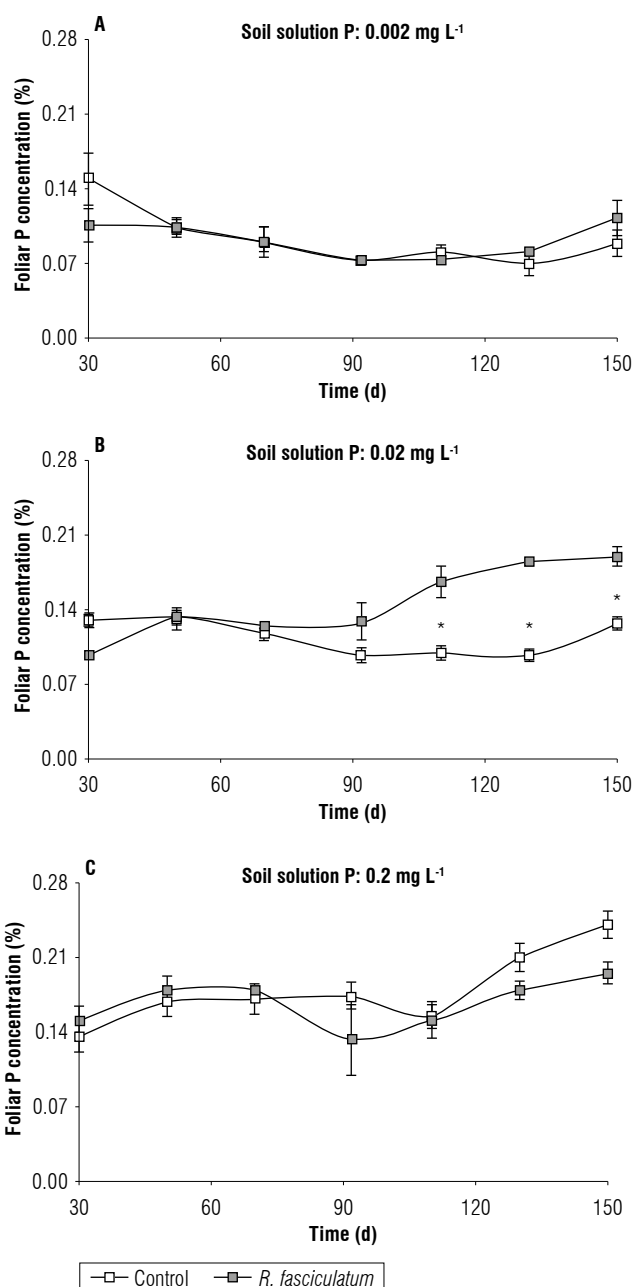 A
Soil solution P: 0.002 mg L-1
Foliar P concentration (%)
0.28
0.21
0.14
0.07
0.00
30 60 90 120 150
Time (d)
B
Soil solution P: 0.02 mg L-1
Foliar P concentration (%)
0.28
0.21
0.14
0.07
0.00
* * *
30 60 90 120 150
Time (d)
C
Soil solution P: 0.2 mg L-1
Foliar P concentration (%)
0.28
0.21
0.14
0.07
0.00
30 60 90 120 150
Time (d)
Control R. fasciculatum